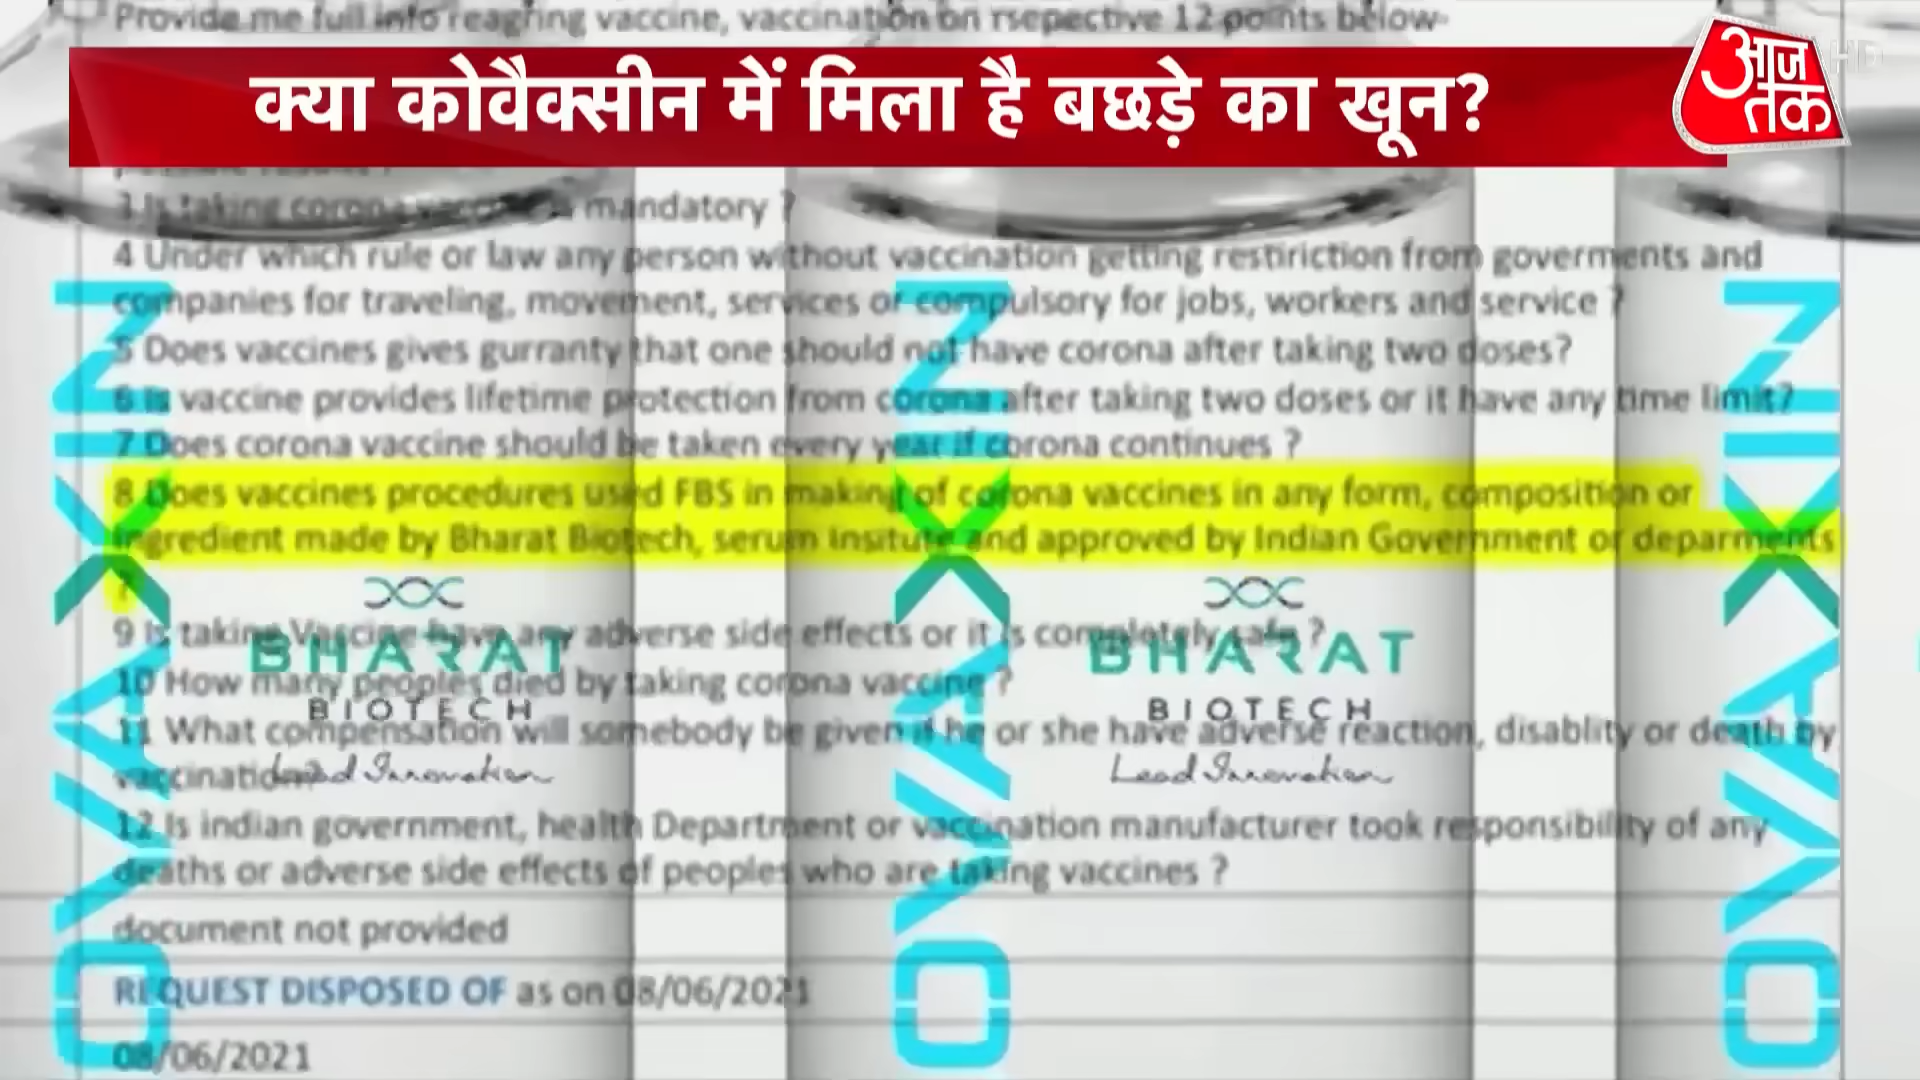 Provide me full info reagring vaccine, vaccination on rsepective 12 points below-
क्या कोवैक्सीन में मिला है बछड़े का खून?
आज तक
HD
3 Is taking corona mandatory ?
4 Under which rule or law any person without vaccination getting restiriction from goverments and
companies for traveling, movement, services or compulsory for jobs, workers and service ?
5 Does vaccines gives gurranty that one should not have corona after taking two doses?
6 Is vaccine provides lifetime protection from corona after taking two doses or it have any time limit?
7 Does corona vaccine should be taken every year if corona continues ?
8 Does vaccines procedures used FBS in making of corona vaccines in any form, composition or
ingredient made by Bharat Biotech, serum Insitute and approved by Indian Government or deparments
?
9 Is taking Vaccine have any adverse side effects or it is completely safe ?
10 How many peoples died by taking corona vaccine ?
11 What compensation will somebody be given if he or she have adverse reaction, disablity or death by
vaccination?
12 Is indian government, health Department or vaccination manufacturer took responsibility of any
deaths or adverse side effects of peoples who are taking vaccines ?
document not provided
REQUEST DISPOSED OF as on 08/06/2021
08/06/2021
OVAXIN
BHARAT
BIOTECH
Lead Innovation
OVAXIN
BHARAT
BIOTECH
Lead Innovation
OVAXIN